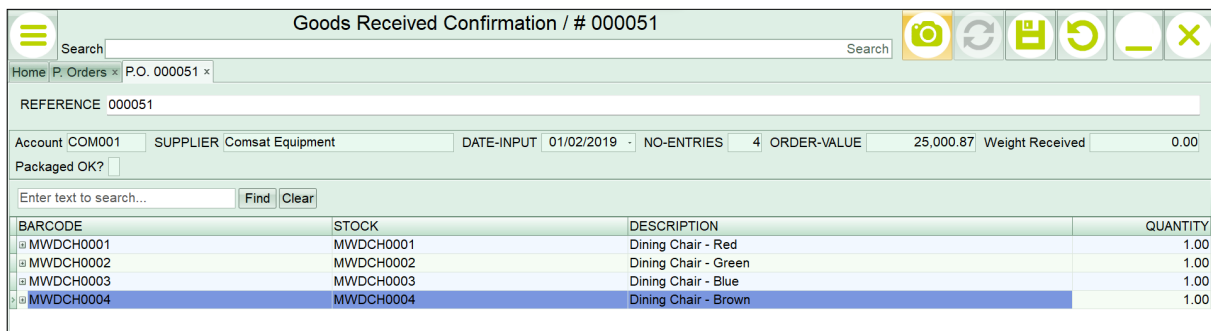 Goods Received Confirmation / # 000051
Search Search
Home P. Orders × P.O. 000051 ×
REFERENCE 000051
Account COM001 SUPPLIER Comsat Equipment DATE-INPUT 01/02/2019 NO-ENTRIES 4 ORDER-VALUE 25,000.87 Weight Received 0.00
Packaged OK?
Enter text to search... Find Clear
BARCODE STOCK DESCRIPTION QUANTITY
MWDCH0001 MWDCH0001 Dining Chair - Red 1.00
MWDCH0002 MWDCH0002 Dining Chair - Green 1.00
MWDCH0003 MWDCH0003 Dining Chair - Blue 1.00
MWDCH0004 MWDCH0004 Dining Chair - Brown 1.00